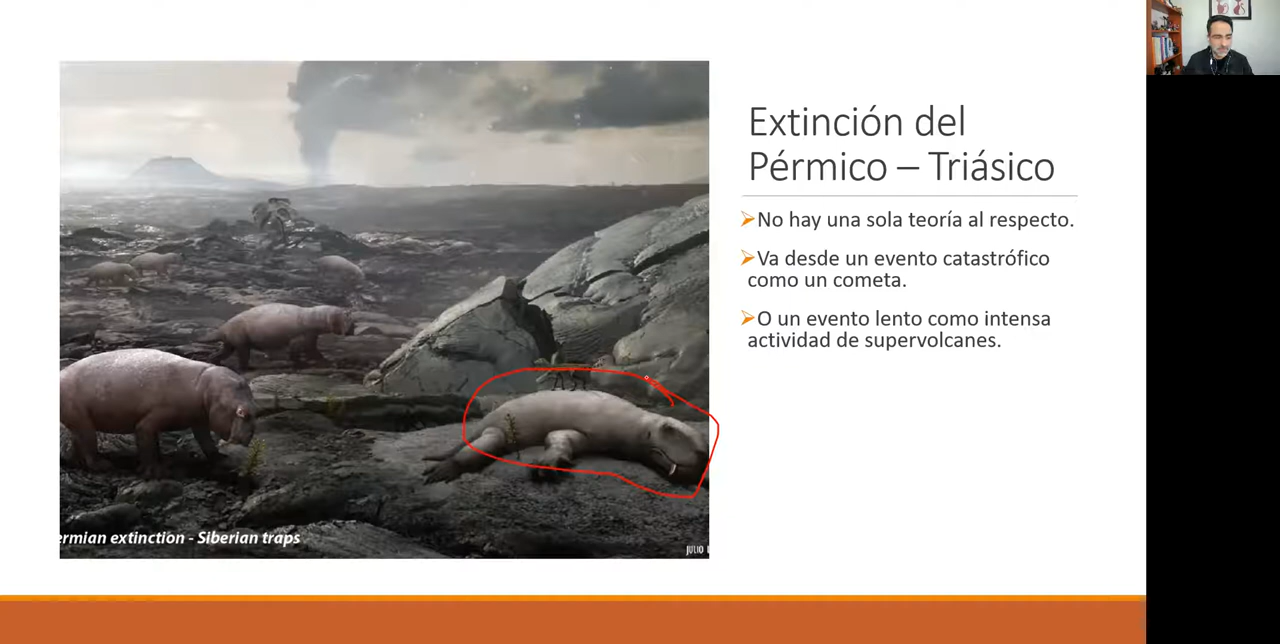 Extinción del
Pérmico – Triásico
No hay una sola teoría al respecto.
Va desde un evento catastrófico
como un cometa.
O un evento lento como intensa
actividad de supervolcanes.
ermian extinction - Siberian traps
JULIO